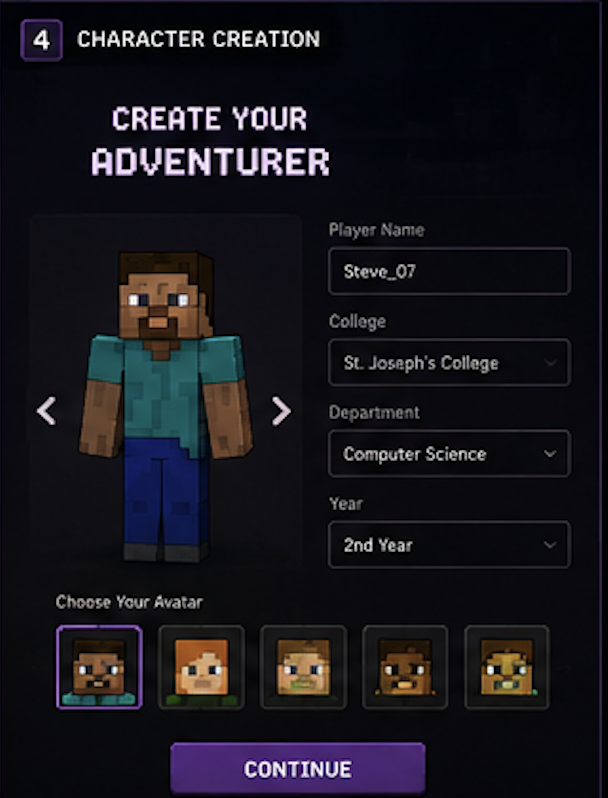 4 CHARACTER CREATION
CREATE YOUR
ADVENTURER
Player Name
Steve_07
College
St. Joseph's College
Department
Computer Science
Year
2nd Year
Choose Your Avatar
CONTINUE